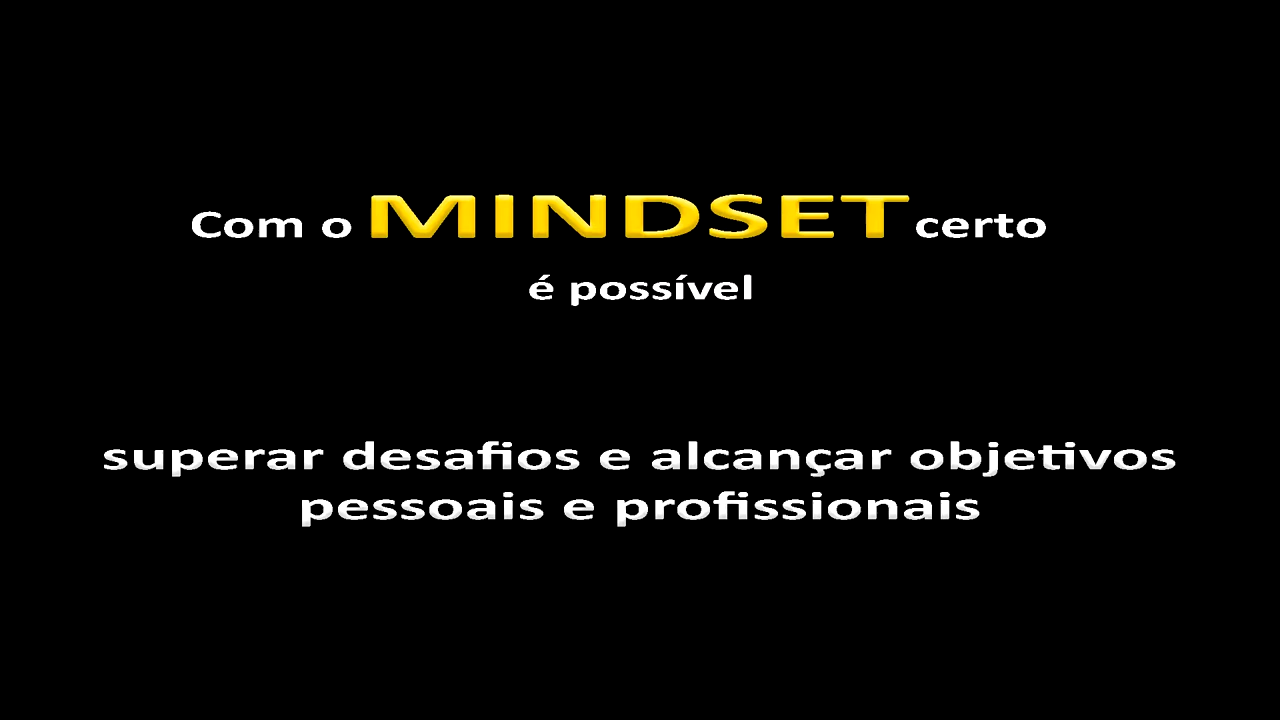 Com o MINDSET certo
é possível
superar desafios e alcançar objetivos
pessoais e profissionais